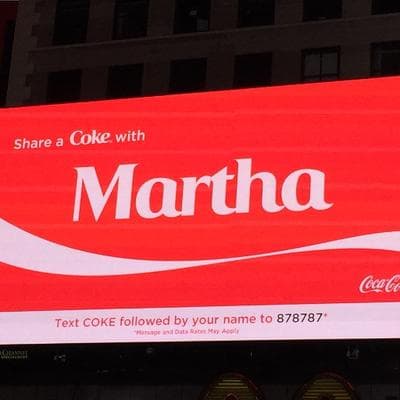 Share a Coke with
Martha
Coca-Co
Text COKE followed by your name to 878787*
*Message and Data Rates May Apply